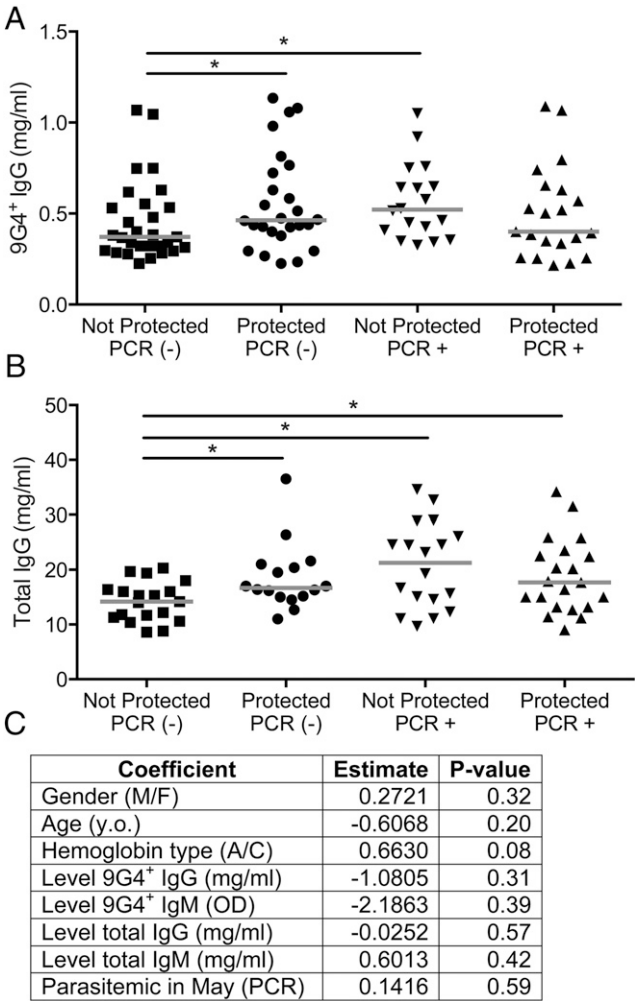 A
1.5
*
*
1.0
9G4+ IgG (mg/ml)
0.5
0.0
Not Protected Protected Not Protected Protected
PCR (-) PCR (-) PCR + PCR +
B
50
*
40
*
*
30
Total IgG (mg/ml)
20
10
0
Not Protected Protected Not Protected Protected
PCR (-) PCR (-) PCR + PCR +
C
Coefficient Estimate P-value
Gender (M/F) 0.2721 0.32
Age (y.o.) -0.6068 0.20
Hemoglobin type (A/C) 0.6630 0.08
Level 9G4+ IgG (mg/ml) -1.0805 0.31
Level 9G4+ IgM (OD) -2.1863 0.39
Level total IgG (mg/ml) -0.0252 0.57
Level total IgM (mg/ml) 0.6013 0.42
Parasitemic in May (PCR) 0.1416 0.59